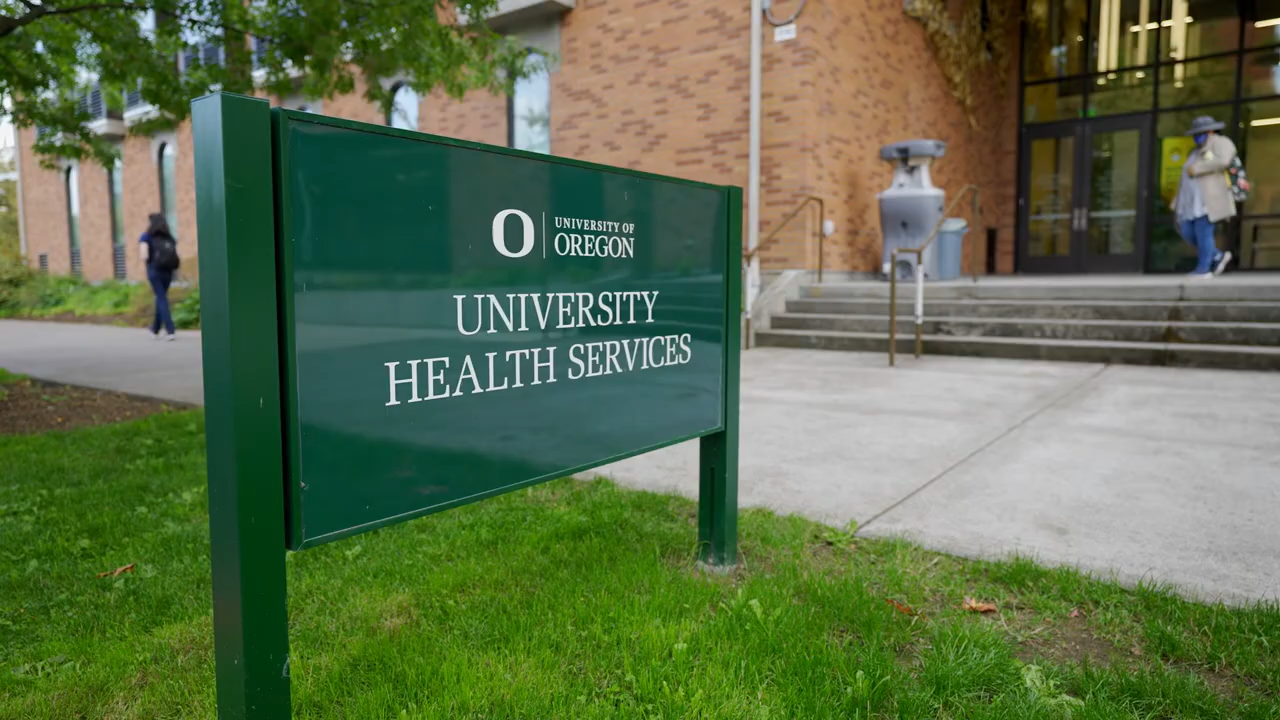 O
UNIVERSITY OF
OREGON
UNIVERSITY
HEALTH SERVICES